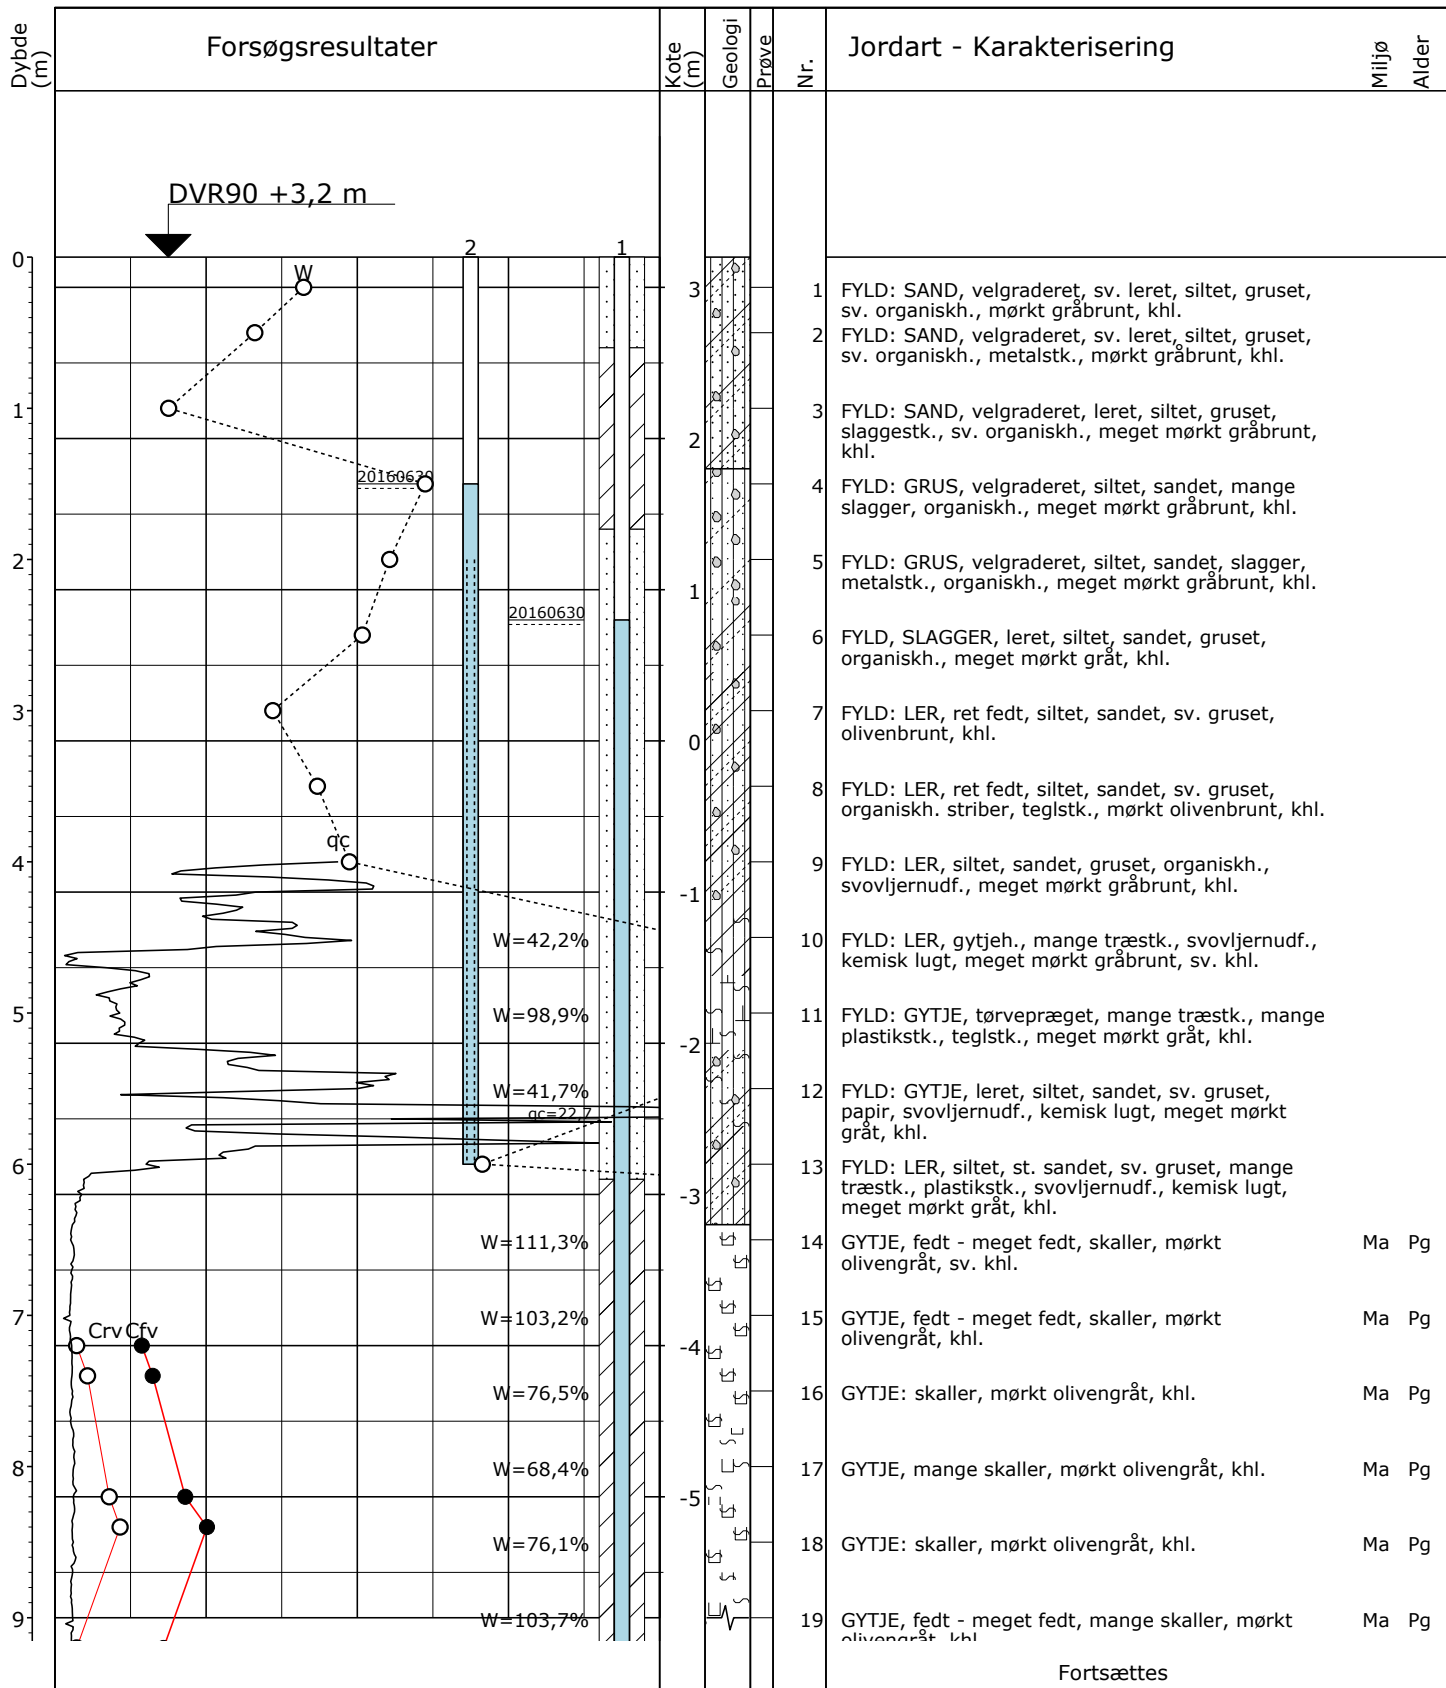 Dybde
(m)
Forsøgsresultater
Kote
(m)
Geologi
Prøve
Nr.
Jordart - Karakterisering
Miljø
Alder
DVR90 +3,2 m
2
1
0
W
3
1 FYLD: SAND, velgraderet, sv. leret, siltet, gruset,
sv. organiskh., mørkt gråbrunt, khl.
2 FYLD: SAND, velgraderet, sv. leret, siltet, gruset,
sv. organiskh., metalstk., mørkt gråbrunt, khl.
1
3 FYLD: SAND, velgraderet, leret, siltet, gruset,
slaggestk., sv. organiskh., meget mørkt gråbrunt,
khl.
2
20160630
4 FYLD: GRUS, velgraderet, siltet, sandet, mange
slagger, organiskh., meget mørkt gråbrunt, khl.
2
5 FYLD: GRUS, velgraderet, siltet, sandet, slagger,
metalstk., organiskh., meget mørkt gråbrunt, khl.
1
20160630
6 FYLD, SLAGGER, leret, siltet, sandet, gruset,
organiskh., meget mørkt gråt, khl.
3
7 FYLD: LER, ret fedt, siltet, sandet, sv. gruset,
olivenbrunt, khl.
0
8 FYLD: LER, ret fedt, siltet, sandet, sv. gruset,
organiskh. striber, teglstk., mørkt olivenbrunt, khl.
qc
4
9 FYLD: LER, siltet, sandet, gruset, organiskh.,
svovljernudf., meget mørkt gråbrunt, khl.
-1
W=42,2%
10 FYLD: LER, gytjeh., mange træstk., svovljernudf.,
kemisk lugt, meget mørkt gråbrunt, sv. khl.
5
W=98,9%
11 FYLD: GYTJE, tørvepræget, mange træstk., mange
plastikstk., teglstk., meget mørkt gråt, khl.
-2
W=41,7%
12 FYLD: GYTJE, leret, siltet, sandet, sv. gruset,
papir, svovljernudf., kemisk lugt, meget mørkt
gråt, khl.
qc=22,7
6
13 FYLD: LER, siltet, st. sandet, sv. gruset, mange
træstk., plastikstk., svovljernudf., kemisk lugt,
meget mørkt gråt, khl.
-3
W=111,3%
14 GYTJE, fedt - meget fedt, skaller, mørkt Ma Pg
olivengråt, sv. khl.
7
W=103,2%
15 GYTJE, fedt - meget fedt, skaller, mørkt Ma Pg
olivengråt, khl.
Crv Cfv
-4
W=76,5%
16 GYTJE: skaller, mørkt olivengråt, khl. Ma Pg
8
W=68,4%
17 GYTJE, mange skaller, mørkt olivengråt, khl. Ma Pg
-5
W=76,1%
18 GYTJE: skaller, mørkt olivengråt, khl. Ma Pg
9
W=103,7%
19 GYTJE, fedt - meget fedt, mange skaller, mørkt Ma Pg
olivengråt, khl.
Fortsættes